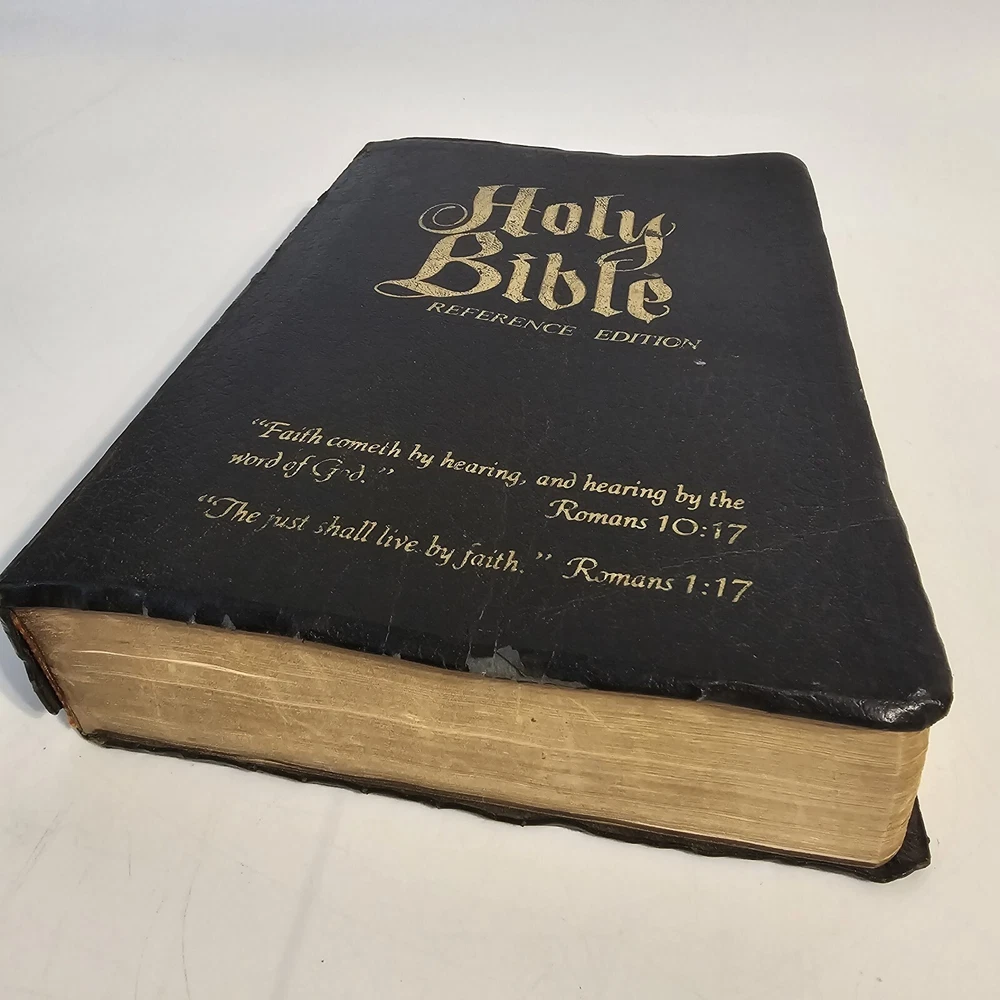 Holy
Bible
REFERENCE EDITION
“Faith cometh by hearing, and hearing by the
word of God.”
Romans 10:17
“The just shall live by faith.” Romans 1:17